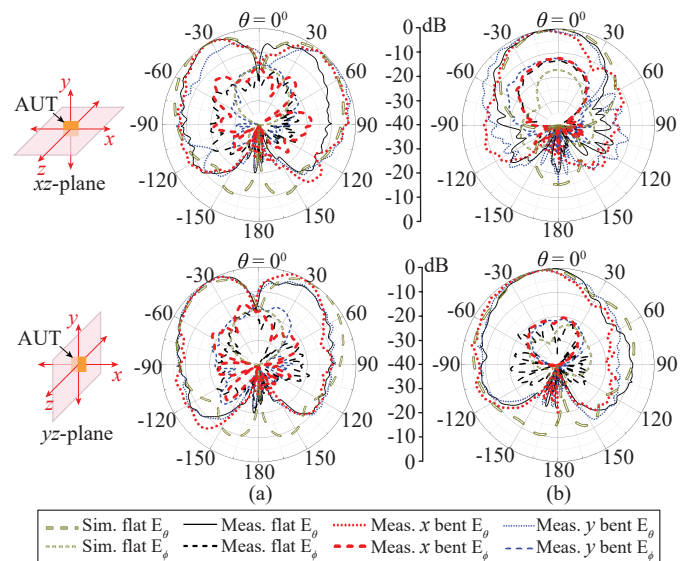 θ = 0⁰ dB θ = 0⁰
-30 30 0 -30 30
-60 60 -10 -60 60
-20
-30
-90 90 -40 -90 90
-30
-120 120 -20 -120 120
-10
-150 150 0 -150 150
180 180
y
AUT
x
z
xz-plane
θ = 0⁰ dB θ = 0⁰
-30 30 0 -30 30
-60 60 -10 -60 60
-20
-30
-90 90 -40 -90 90
-30
-120 120 -20 -120 120
-10
-150 150 0 -150 150
180 180
y
AUT
x
z
yz-plane
(a) (b)
Sim. flat E_θ Meas. flat E_θ Meas. x bent E_θ Meas. y bent E_θ
Sim. flat E_ϕ Meas. flat E_ϕ Meas. x bent E_ϕ Meas. y bent E_ϕ